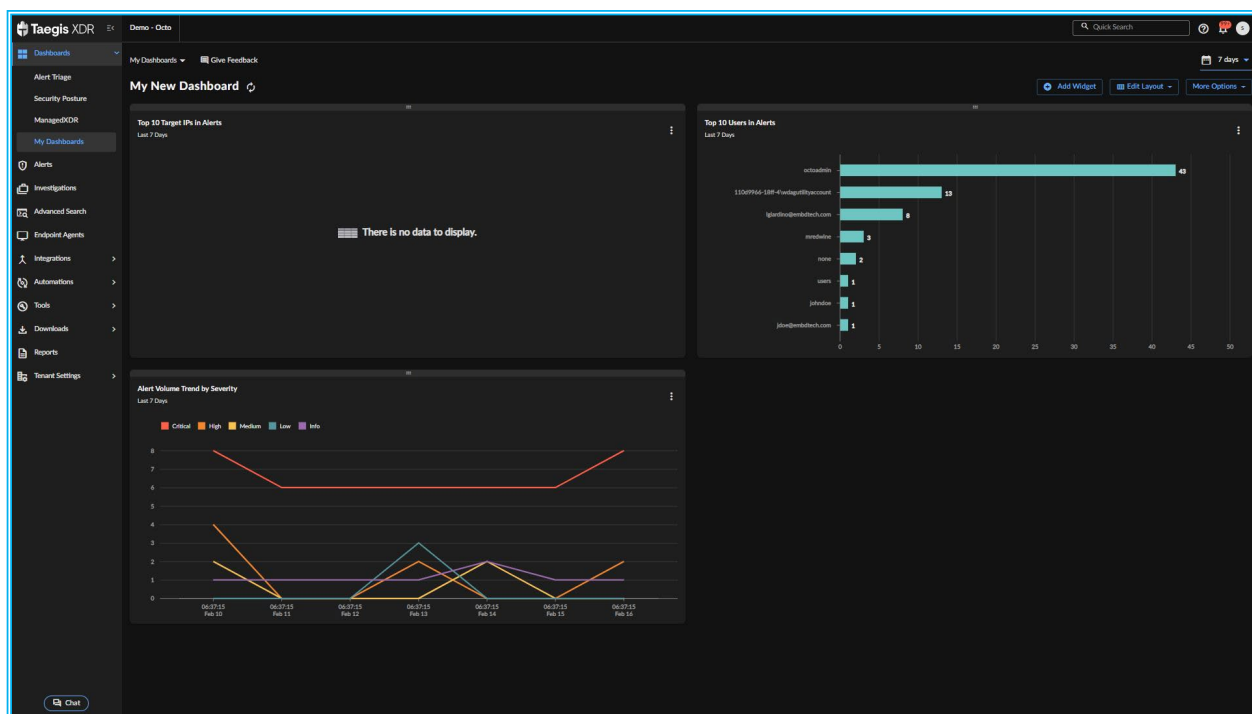 Taegis XDR
Demo - Octo
Quick Search
99+
S
Dashboards
Alert Triage
Security Posture
ManagedXDR
My Dashboards
Alerts
Investigations
Advanced Search
Endpoint Agents
Integrations
Automations
Tools
Downloads
Reports
Tenant Settings
Chat
My Dashboards
Give Feedback
7 days
My New Dashboard
Add Widget
Edit Layout
More Options
Top 10 Target IPs in Alerts
Last 7 Days
There is no data to display.
Top 10 Users in Alerts
Last 7 Days
octoadmin 43
110d9966-18ff-4\wdagutilityaccount 13
lgiardino@embdtech.com 8
mredwine 3
none 2
users 1
johndoe 1
jdoe@embdtech.com 1
0 5 10 15 20 25 30 35 40 45 50
Alert Volume Trend by Severity
Last 7 Days
Critical High Medium Low Info
8
7
6
5
4
3
2
1
0
06:37:15 06:37:15 06:37:15 06:37:15 06:37:15 06:37:15 06:37:15
Feb 10 Feb 11 Feb 12 Feb 13 Feb 14 Feb 15 Feb 16